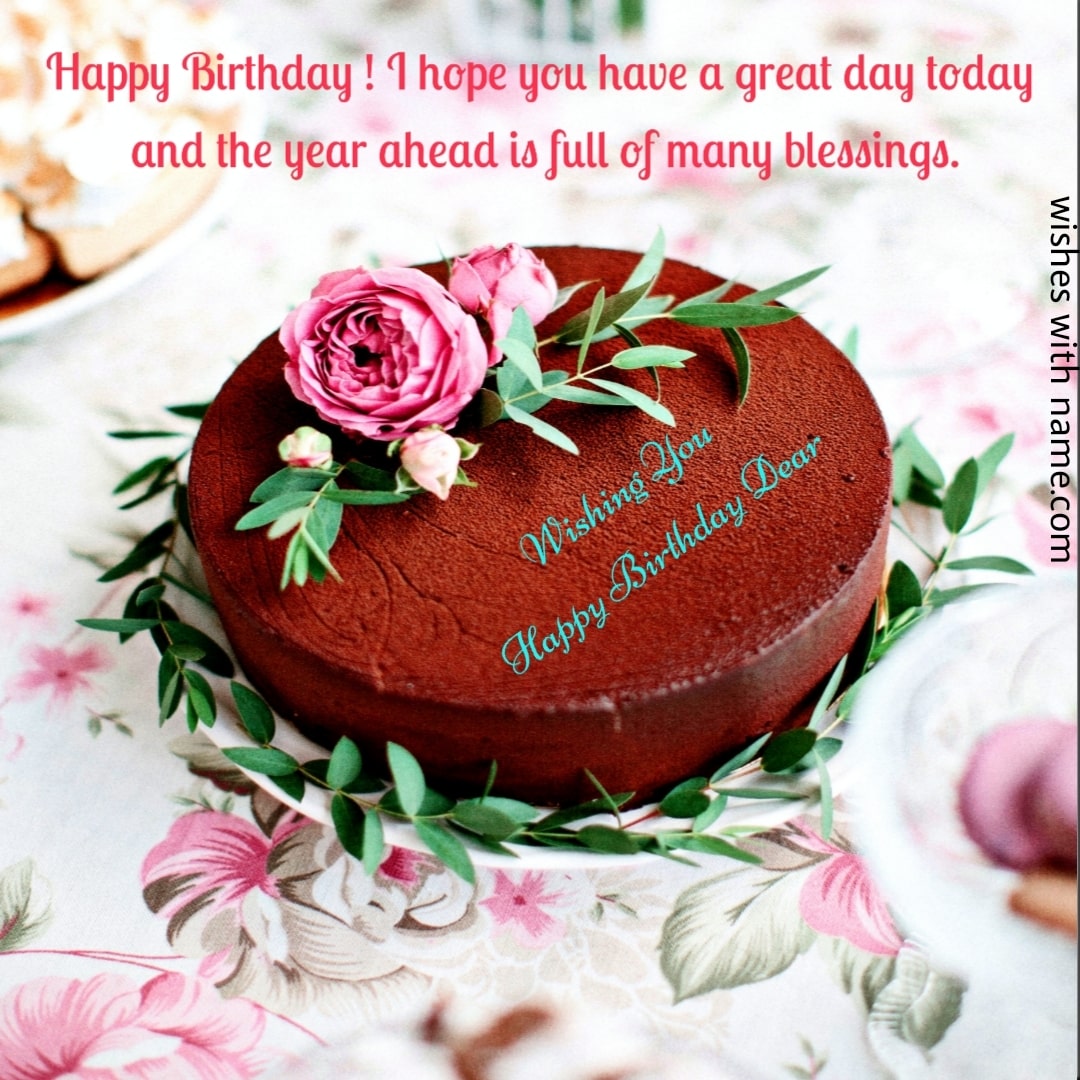 Happy Birthday ! I hope you have a great day today
and the year ahead is full of many blessings.
Wishing You
Happy Birthday Dear
wishes with name.com